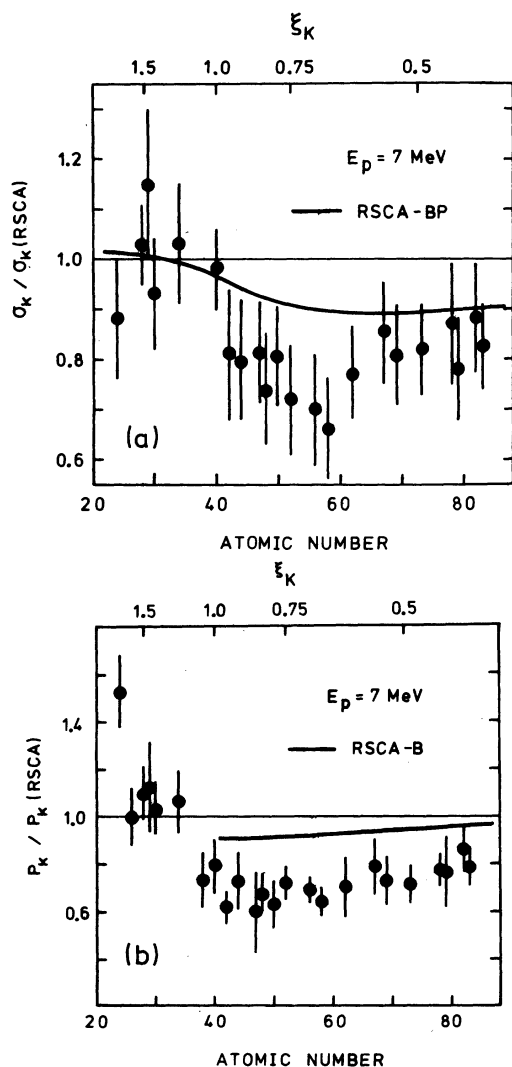 ξK
1.5 1.0 0.75 0.5
1.2
1.0
0.8
0.6
σK / σK (RSCA)
Ep = 7 MeV
RSCA-BP
(a)
20 40 60 80
ATOMIC NUMBER
ξK
1.5 1.0 0.75 0.5
1.4
1.0
0.6
PK / PK (RSCA)
Ep = 7 MeV
RSCA-B
(b)
20 40 60 80
ATOMIC NUMBER